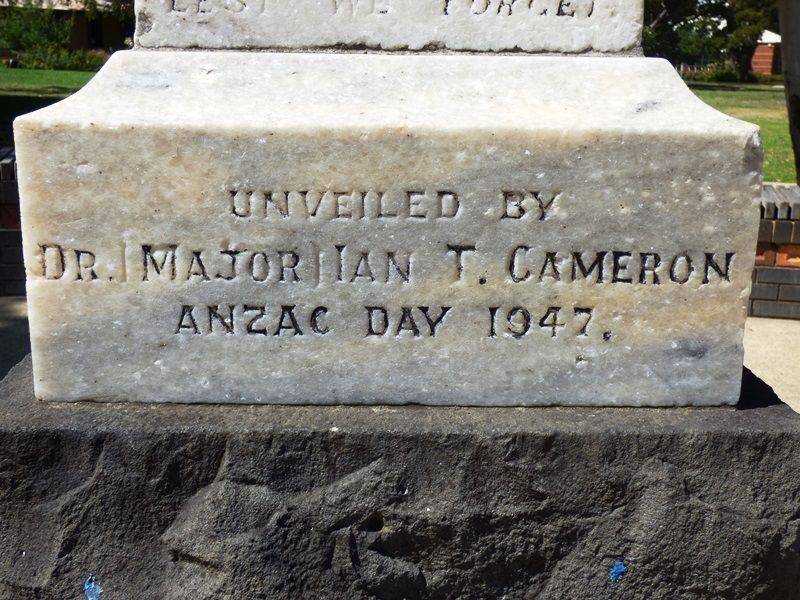 LEST WE FORGET.
UNVEILED BY
DR. (MAJOR) IAN T. CAMERON
ANZAC DAY 1947.